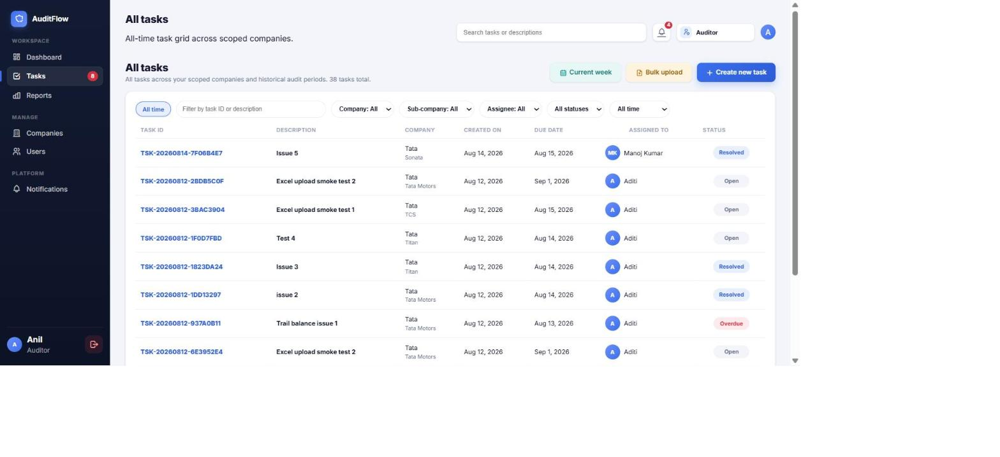 AuditFlow
WORKSPACE
Dashboard
Tasks 8
Reports
MANAGE
Companies
Users
PLATFORM
Notifications
A Anil
Auditor
All tasks
All-time task grid across scoped companies.
Search tasks or descriptions 4 Auditor A
All tasks
All tasks across your scoped companies and historical audit periods. 38 tasks total.
Current week Bulk upload + Create new task
All time Filter by task ID or description Company: All Sub-company: All Assignee: All All statuses All time
TASK ID DESCRIPTION COMPANY CREATED ON DUE DATE ASSIGNED TO STATUS
TSK-20260814-7F06B4E7 Issue 5 Tata Aug 14, 2026 Aug 15, 2026 MK Manoj Kumar Resolved
Sonata
TSK-20260812-2BDB5C0F Excel upload smoke test 2 Tata Aug 12, 2026 Sep 1, 2026 A Aditi Open
Tata Motors
TSK-20260812-3BAC3904 Excel upload smoke test 1 Tata Aug 12, 2026 Aug 15, 2026 A Aditi Open
TCS
TSK-20260812-1F0D7FBD Test 4 Tata Aug 12, 2026 Aug 14, 2026 A Aditi Open
Titan
TSK-20260812-1823DA24 Issue 3 Tata Aug 12, 2026 Aug 14, 2026 A Aditi Resolved
Titan
TSK-20260812-1DD13297 issue 2 Tata Aug 12, 2026 Aug 14, 2026 A Aditi Resolved
Tata Motors
TSK-20260812-937A0B11 Trail balance issue 1 Tata Aug 12, 2026 Aug 13, 2026 A Aditi Overdue
Tata Motors
TSK-20260812-6E3952E4 Excel upload smoke test 2 Tata Aug 12, 2026 Sep 1, 2026 A Aditi Open
Tata Motors